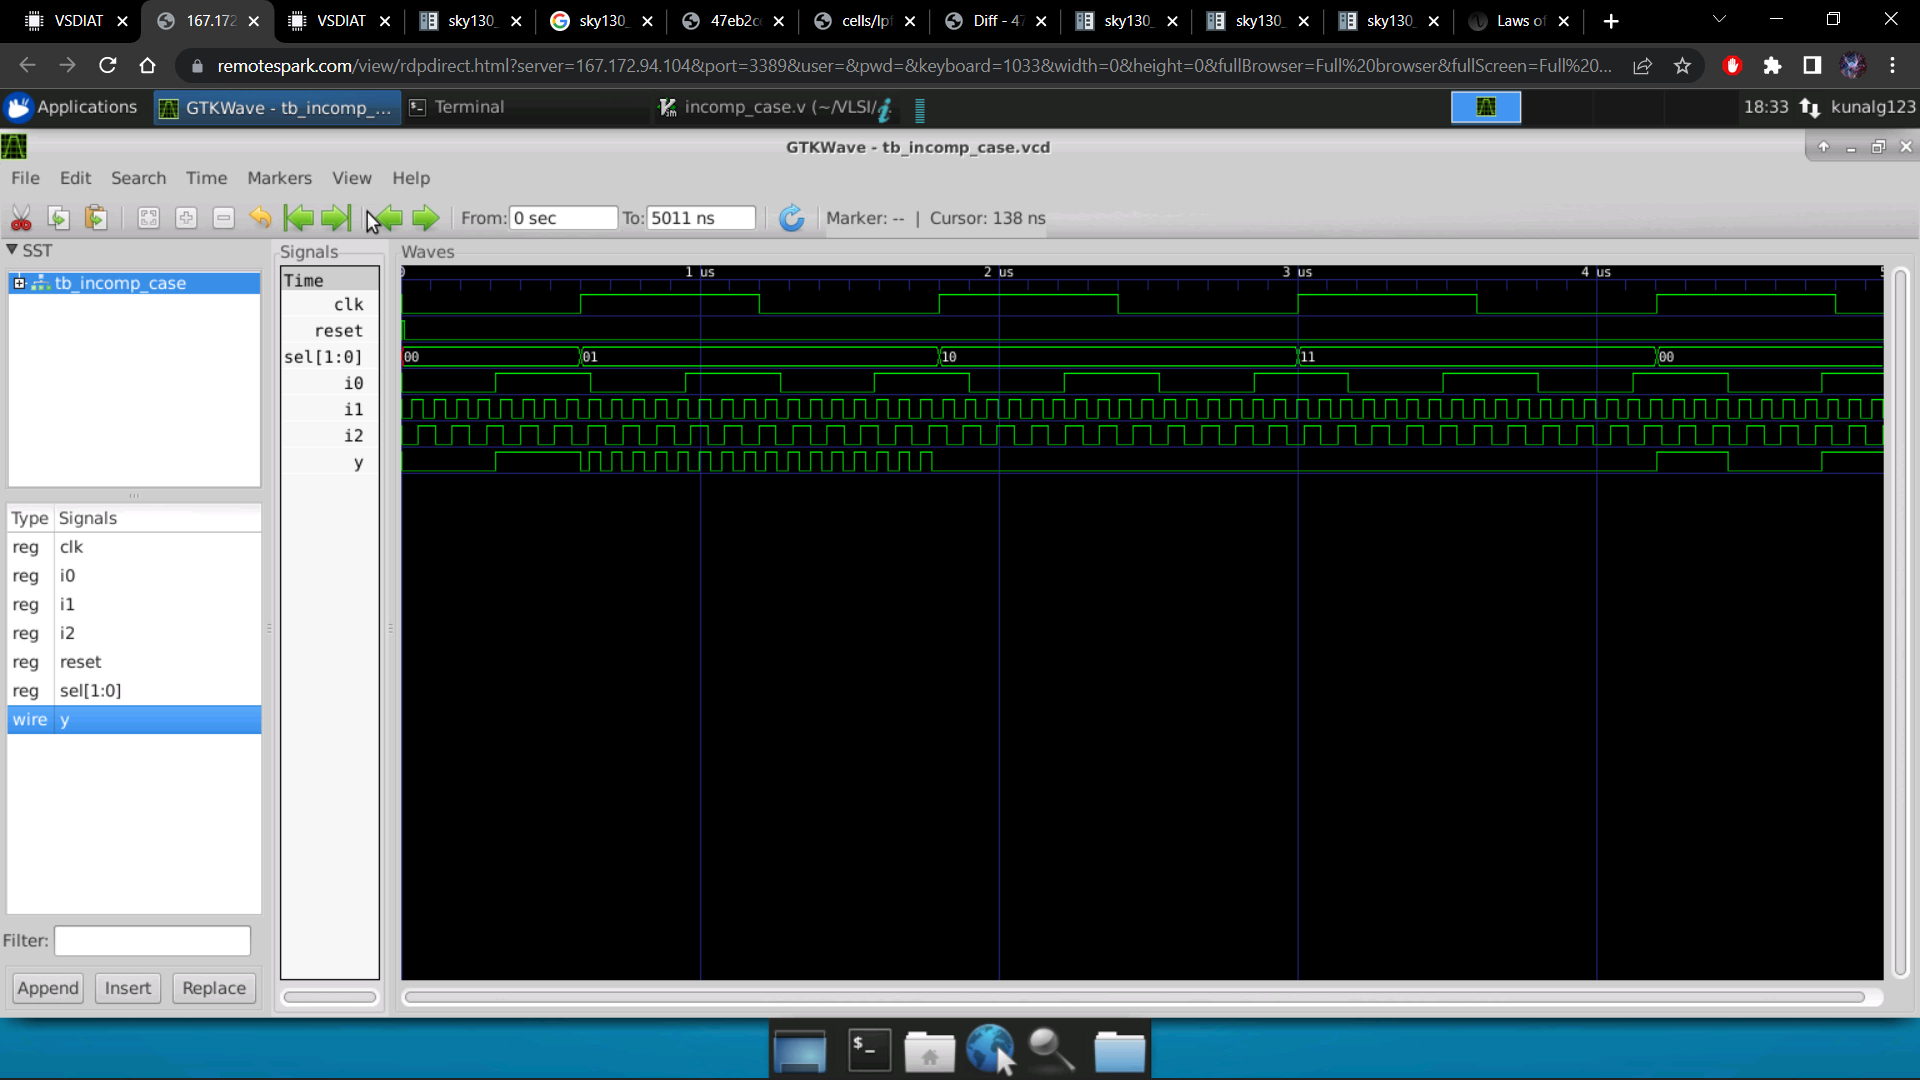 VSDIAT
167.172
VSDIAT
sky130_
sky130_
47eb2c
cells/lpf
Diff - 47
sky130_
sky130_
sky130_
Laws of
remotespark.com/view/rdpdirect.html?server=167.172.94.104&port=3389&user=&pwd=&keyboard=1033&width=0&height=0&fullBrowser=Full%20browser&fullScreen=Full%20...
Applications
GTKWave - tb_incomp_...
Terminal
incomp_case.v (~/VLSI/
18:33
kunalg123
GTKWave - tb_incomp_case.vcd
File Edit Search Time Markers View Help
From: 0 sec To: 5011 ns Marker: -- | Cursor: 138 ns
SST
Signals
Waves
tb_incomp_case
Time
0 1 us 2 us 3 us 4 us 5
clk
reset
sel[1:0] 00 01 10 11 00
i0
i1
i2
y
Type Signals
reg clk
reg i0
reg i1
reg i2
reg reset
reg sel[1:0]
wire y
Filter:
Append Insert Replace
$_